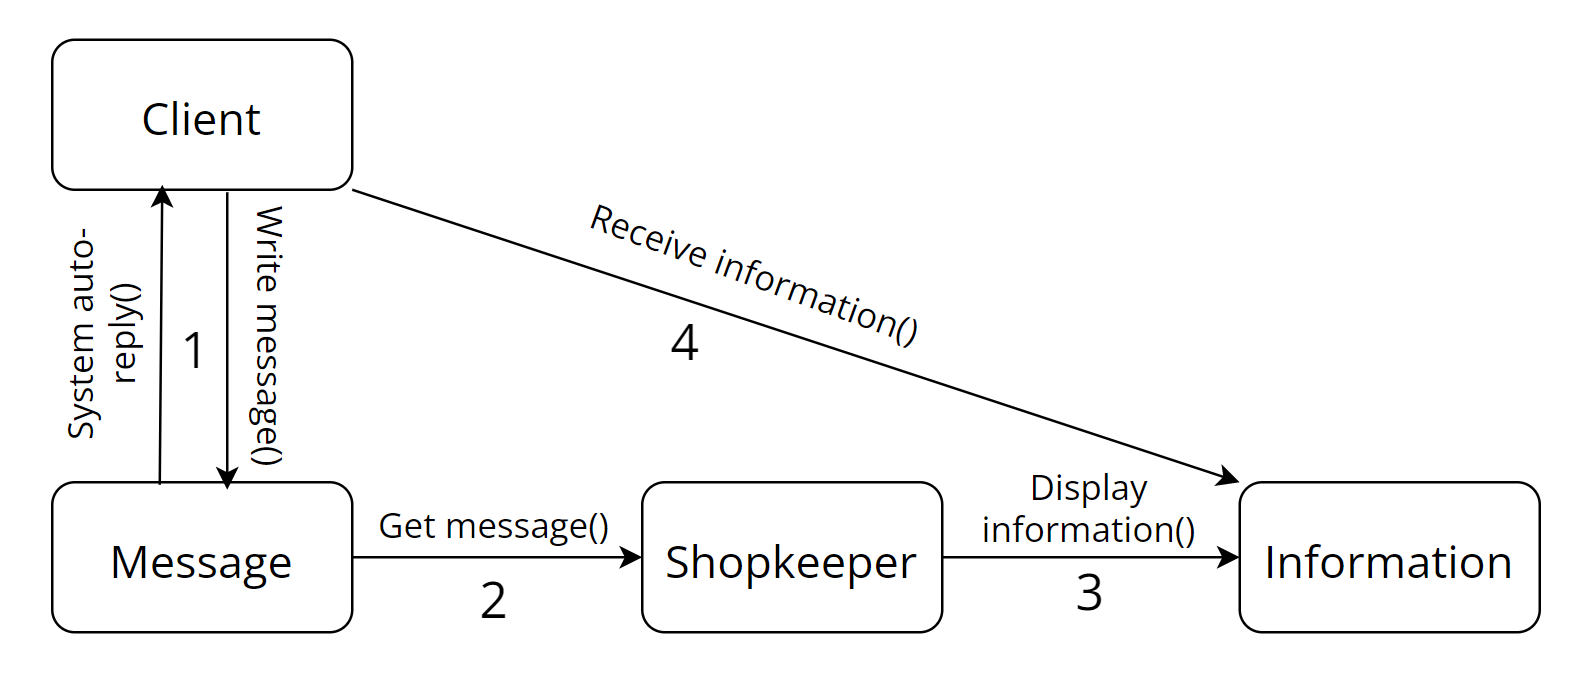 Client
System auto-
reply()
1
Write message()
Receive information()
4
Message
Get message()
2
Shopkeeper
Display
information()
3
Information